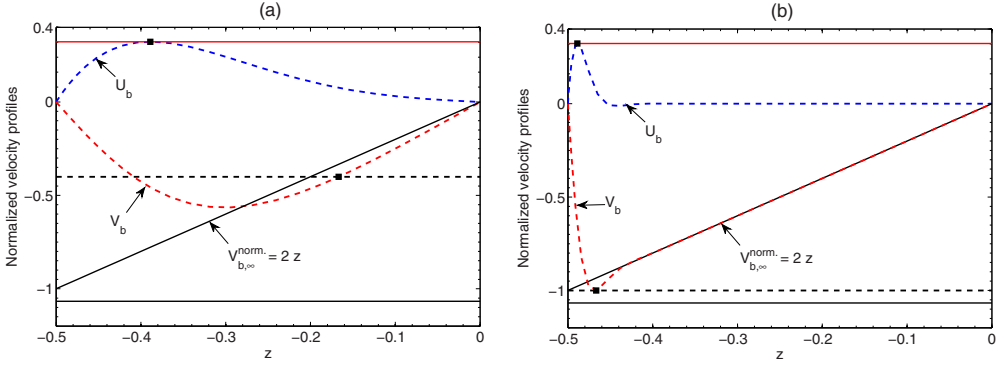 (a)
Normalized velocity profiles
0.4
0
−0.5
−1
U_b
V_b
V_{b,∞}^{norm.} = 2 z
−0.5 −0.4 −0.3 −0.2 −0.1 0
z
(b)
Normalized velocity profiles
0.4
0
−0.5
−1
U_b
V_b
V_{b,∞}^{norm.} = 2 z
−0.5 −0.4 −0.3 −0.2 −0.1 0
z